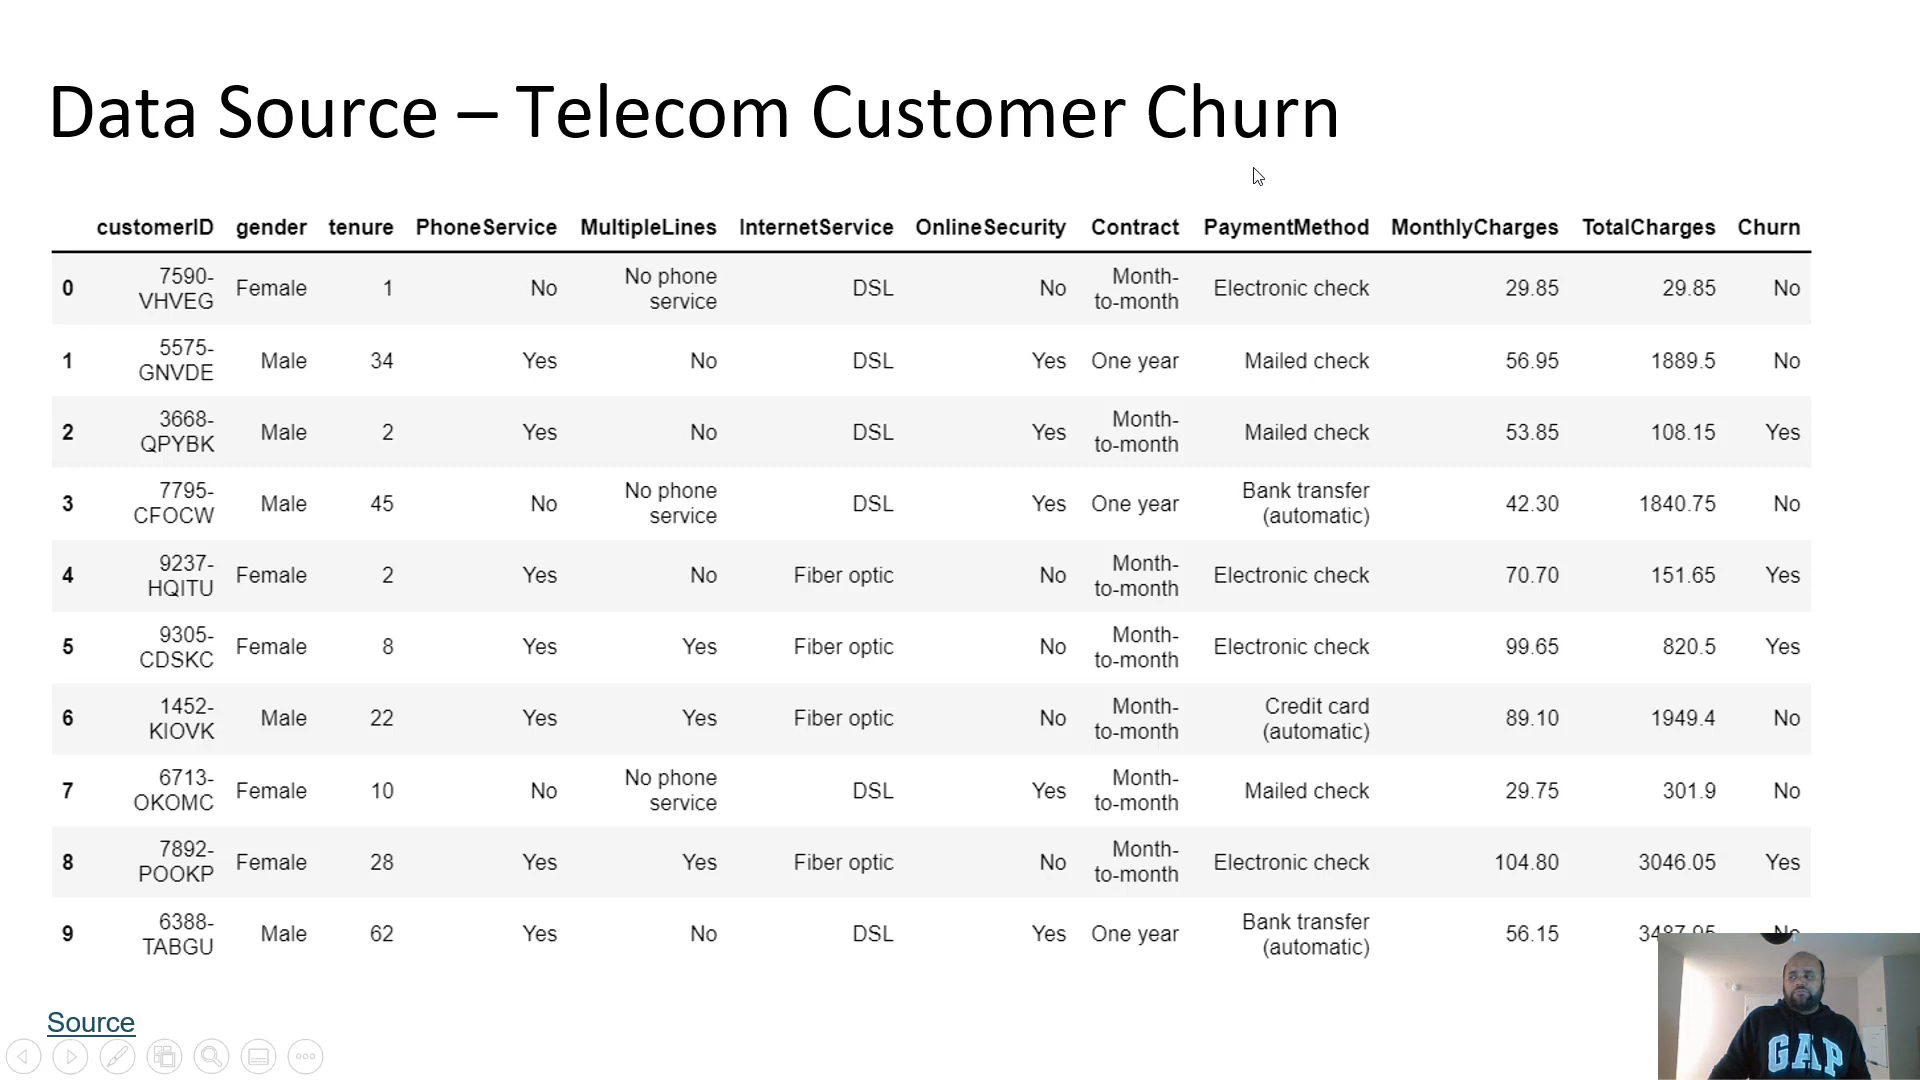 Data Source – Telecom Customer Churn
customerID gender tenure PhoneService MultipleLines InternetService OnlineSecurity Contract PaymentMethod MonthlyCharges TotalCharges Churn
0 7590-VHVEG Female 1 No No phone service DSL No Month-to-month Electronic check 29.85 29.85 No
1 5575-GNVDE Male 34 Yes No DSL Yes One year Mailed check 56.95 1889.5 No
2 3668-QPYBK Male 2 Yes No DSL Yes Month-to-month Mailed check 53.85 108.15 Yes
3 7795-CFOCW Male 45 No No phone service DSL Yes One year Bank transfer (automatic) 42.30 1840.75 No
4 9237-HQITU Female 2 Yes No Fiber optic No Month-to-month Electronic check 70.70 151.65 Yes
5 9305-CDSKC Female 8 Yes Yes Fiber optic No Month-to-month Electronic check 99.65 820.5 Yes
6 1452-KIOVK Male 22 Yes Yes Fiber optic No Month-to-month Credit card (automatic) 89.10 1949.4 No
7 6713-OKOMC Female 10 No No phone service DSL Yes Month-to-month Mailed check 29.75 301.9 No
8 7892-POOKP Female 28 Yes Yes Fiber optic No Month-to-month Electronic check 104.80 3046.05 Yes
9 6388-TABGU Male 62 Yes No DSL Yes One year Bank transfer (automatic) 56.15 3487.95 No
Source
GAP